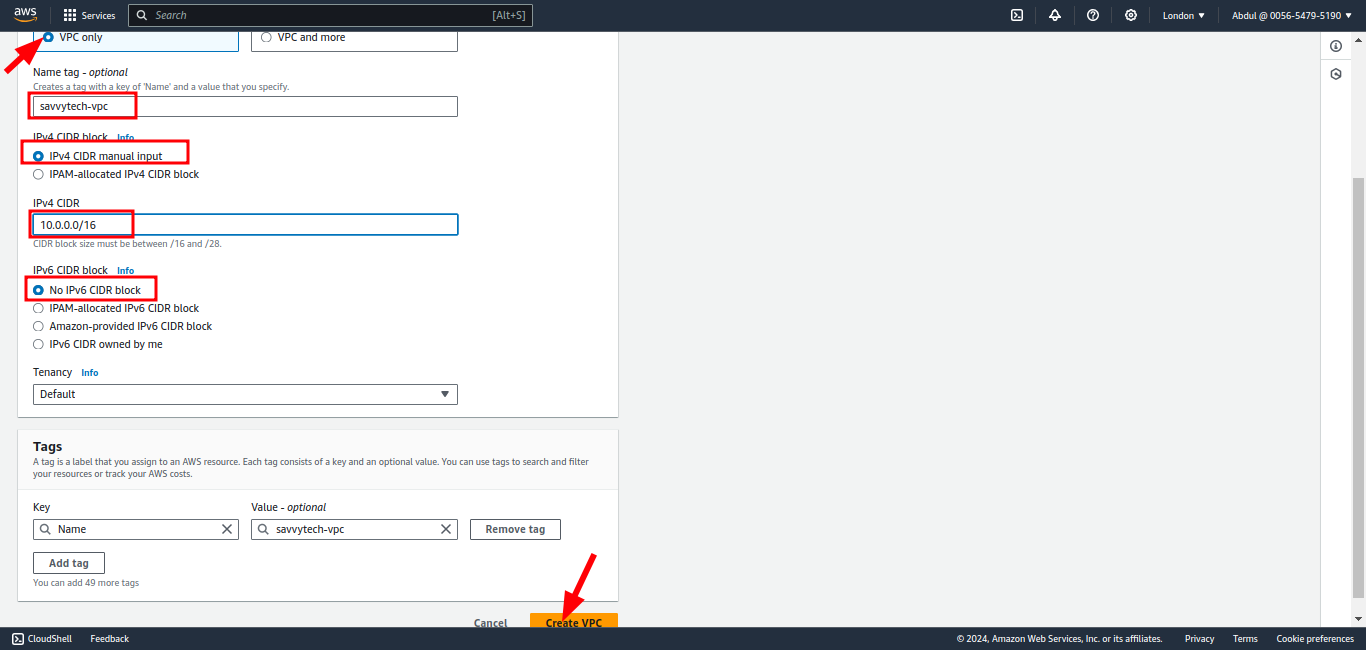 aws Services Search [Alt+S] London Abdul @ 0056-5479-5190
VPC only VPC and more
Name tag - optional
Creates a tag with a key of 'Name' and a value that you specify.
savvytech-vpc
IPv4 CIDR block Info
IPv4 CIDR manual input
IPAM-allocated IPv4 CIDR block
IPv4 CIDR
10.0.0.0/16
CIDR block size must be between /16 and /28.
IPv6 CIDR block Info
No IPv6 CIDR block
IPAM-allocated IPv6 CIDR block
Amazon-provided IPv6 CIDR block
IPv6 CIDR owned by me
Tenancy Info
Default
Tags
A tag is a label that you assign to an AWS resource. Each tag consists of a key and an optional value. You can use tags to search and filter
your resources or track your AWS costs.
Key Value - optional
Name savvytech-vpc Remove tag
Add tag
You can add 49 more tags
Cancel Create VPC
CloudShell Feedback © 2024, Amazon Web Services, Inc. or its affiliates. Privacy Terms Cookie preferences